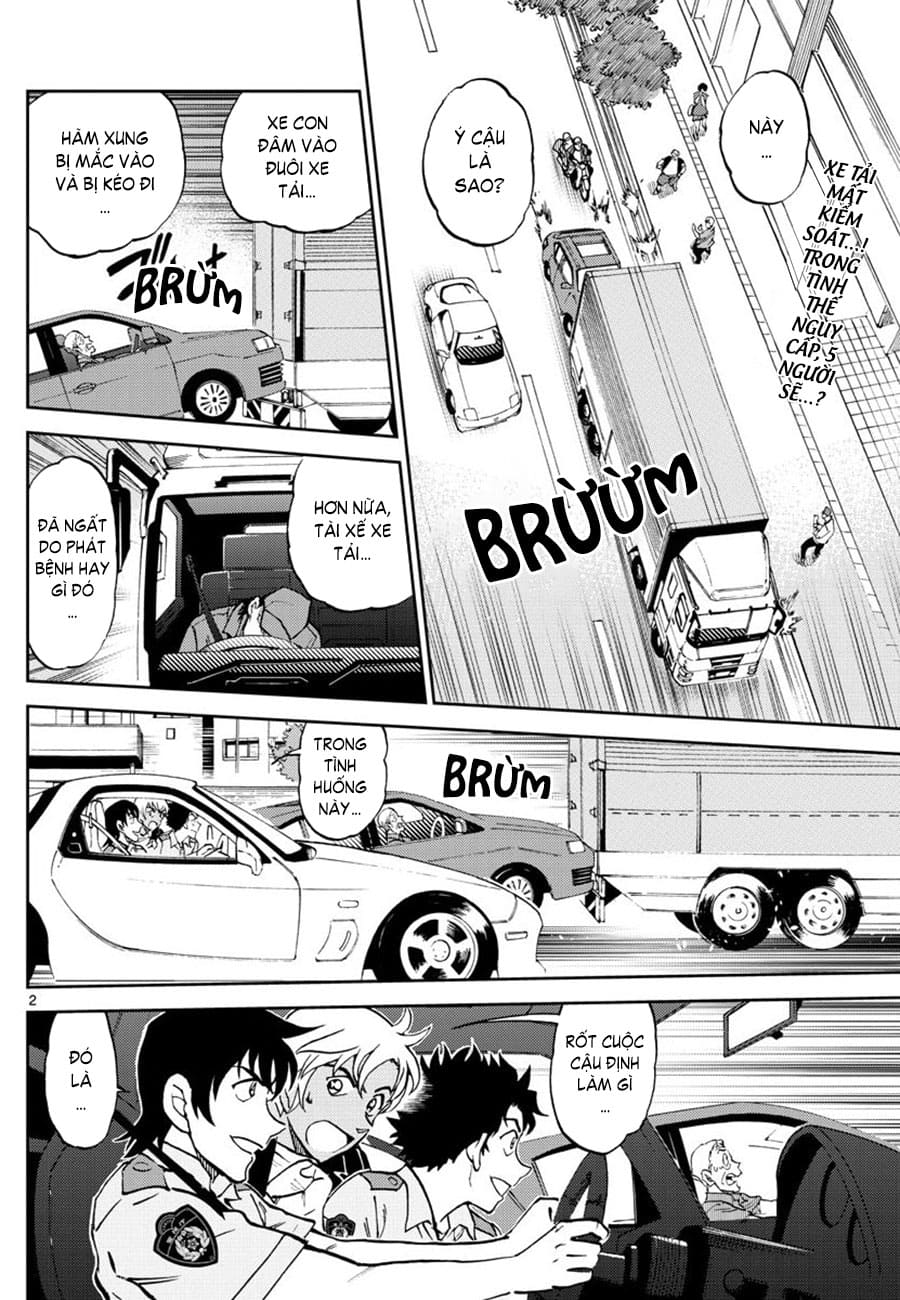 NÀY
...
Ý CẬU
LÀ
SAO?
XE TẢI
MẤT
KIỂM
SOÁT...!
TRONG
TÌNH
THẾ
NGUY
CẤP, 5
NGƯỜI
SẼ...?
BRỪỪM
XE CON
ĐÂM VÀO
ĐUÔI XE
TẢI...
HÀM XUNG
BỊ MẮC VÀO
VÀ BỊ KÉO ĐI
...
BRỪM
HƠN NỮA,
TÀI XẾ XE
TẢI...
ĐÃ NGẤT
DO PHÁT
BỆNH HAY
GÌ ĐÓ
...
TRONG
TÌNH
HUỐNG
NÀY...
BRỪM
2
RỐT CUỘC
CẬU ĐỊNH
LÀM GÌ
...
ĐÓ
LÀ
...